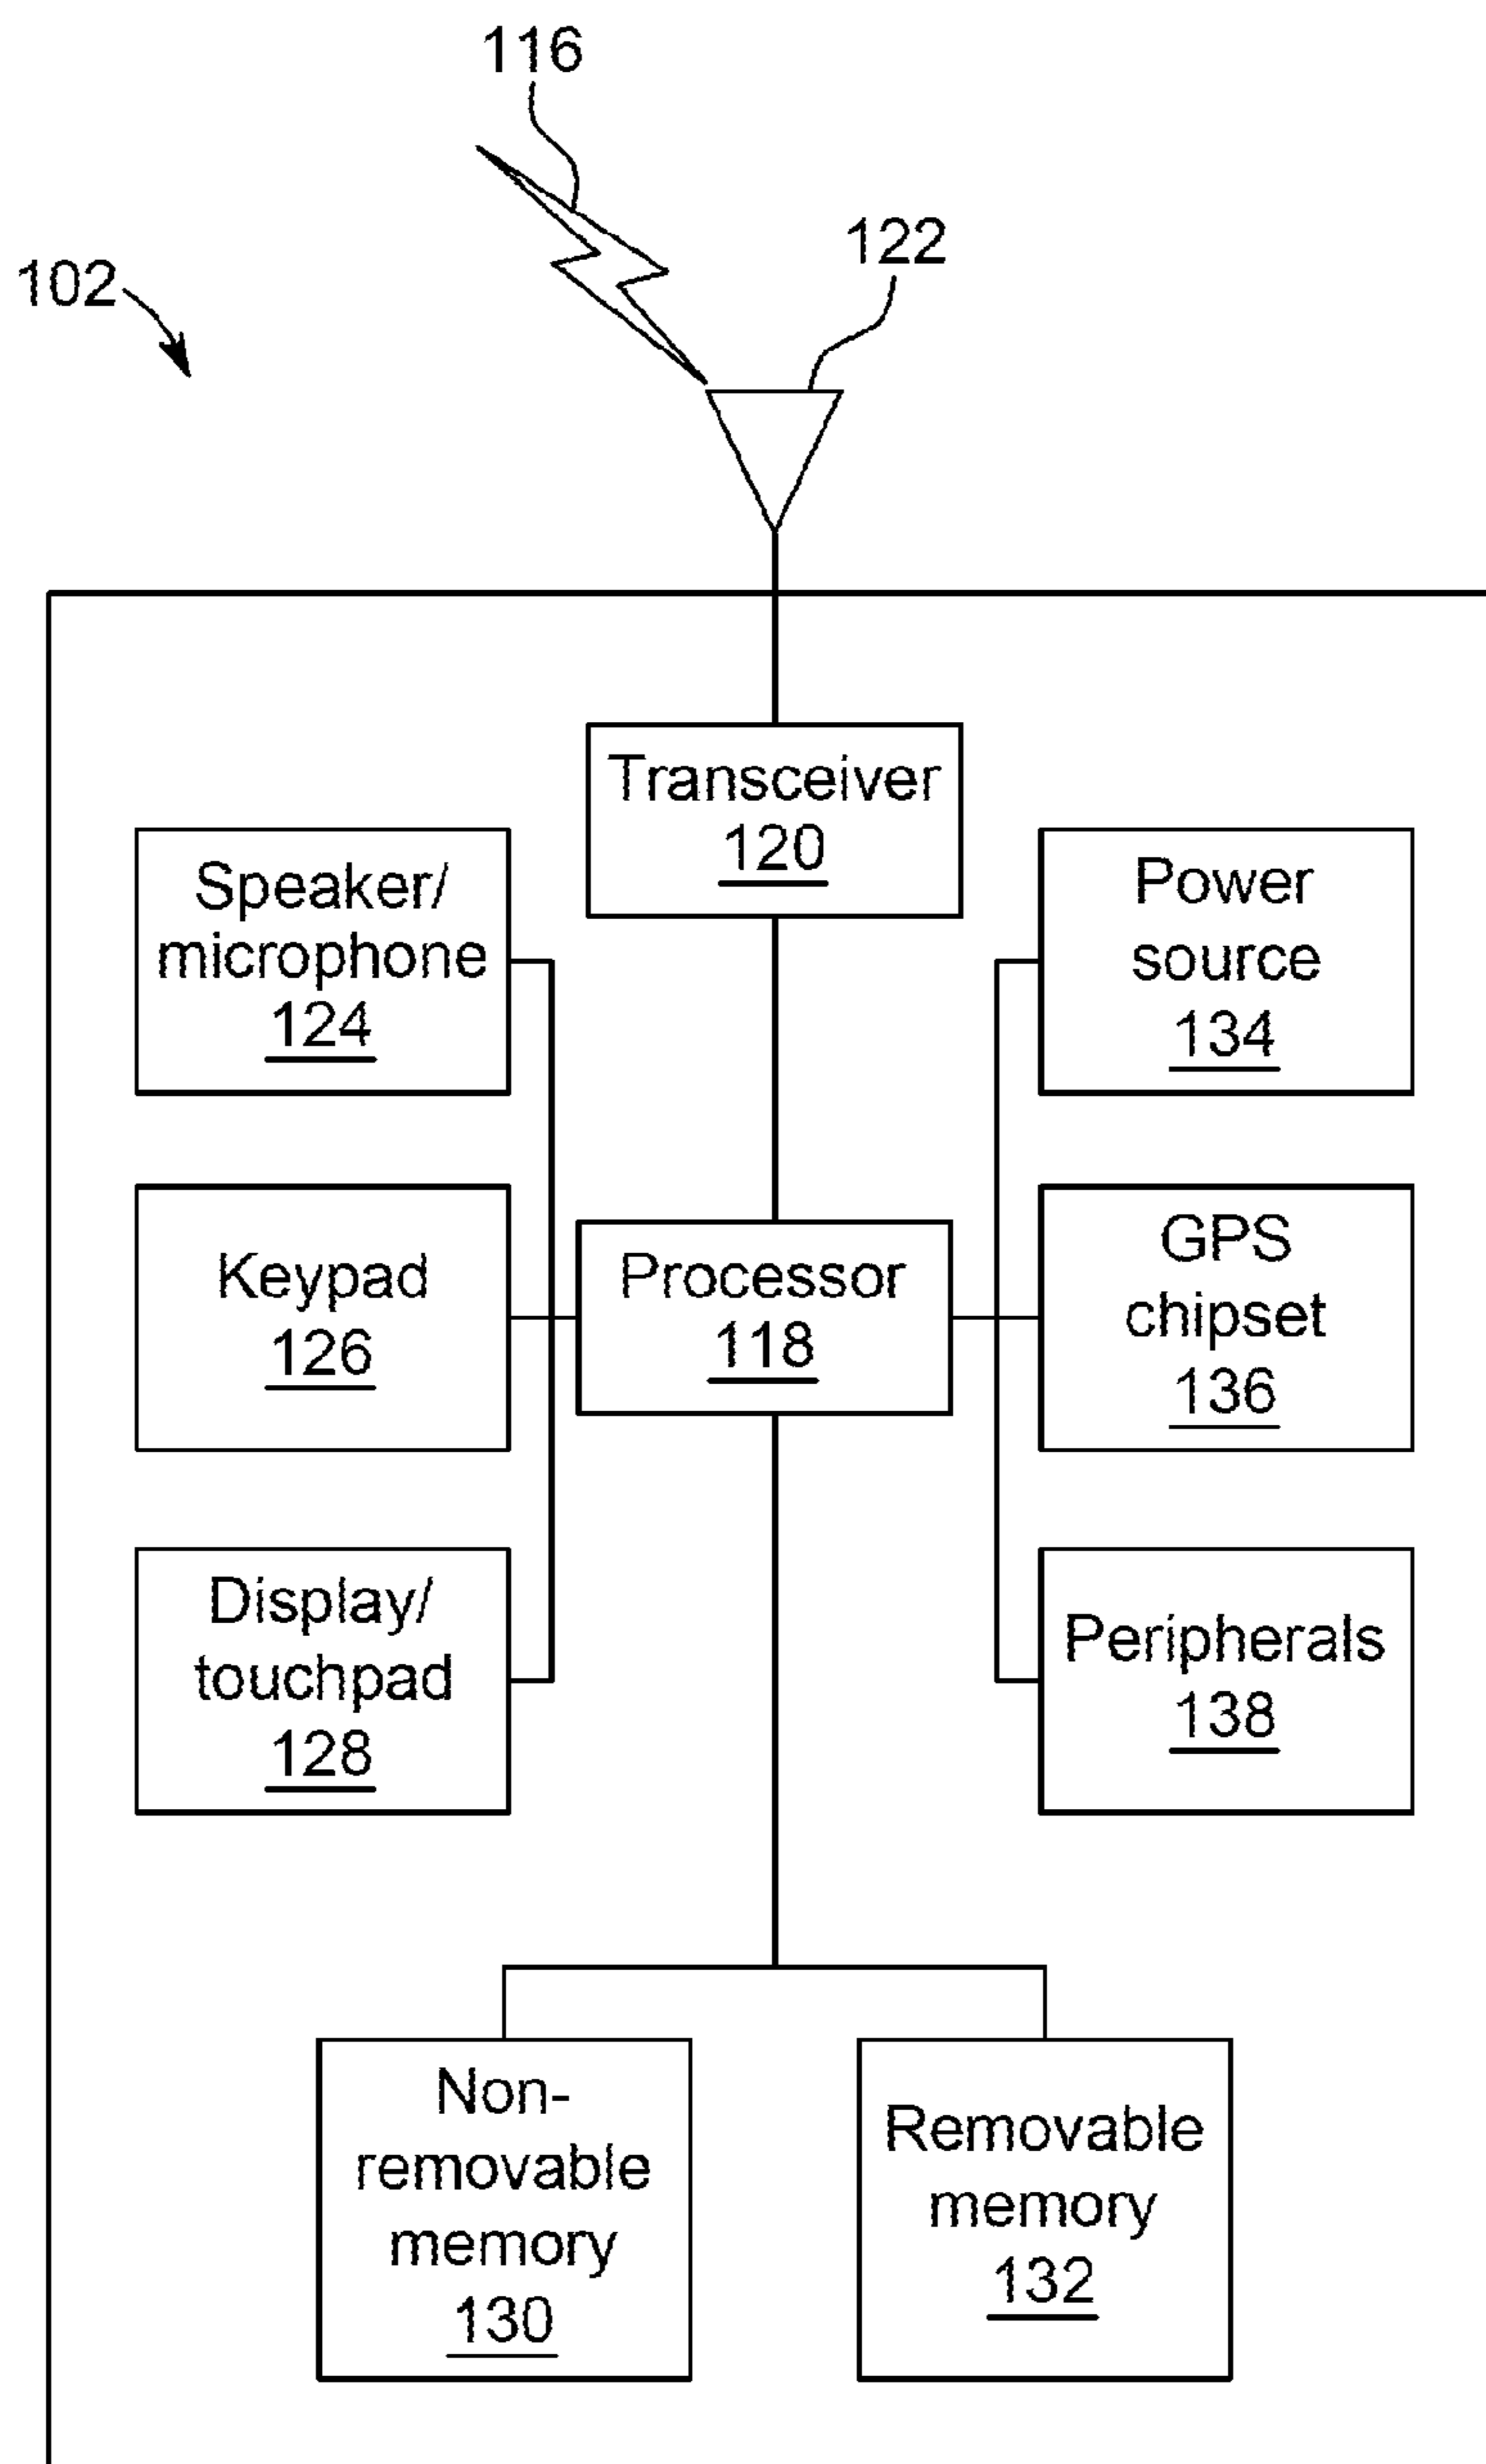 116
122
102
Transceiver
120
Speaker/
microphone
124
Power
source
134
Keypad
126
Processor
118
GPS
chipset
136
Display/
touchpad
128
Peripherals
138
Non-
removable
memory
130
Removable
memory
132